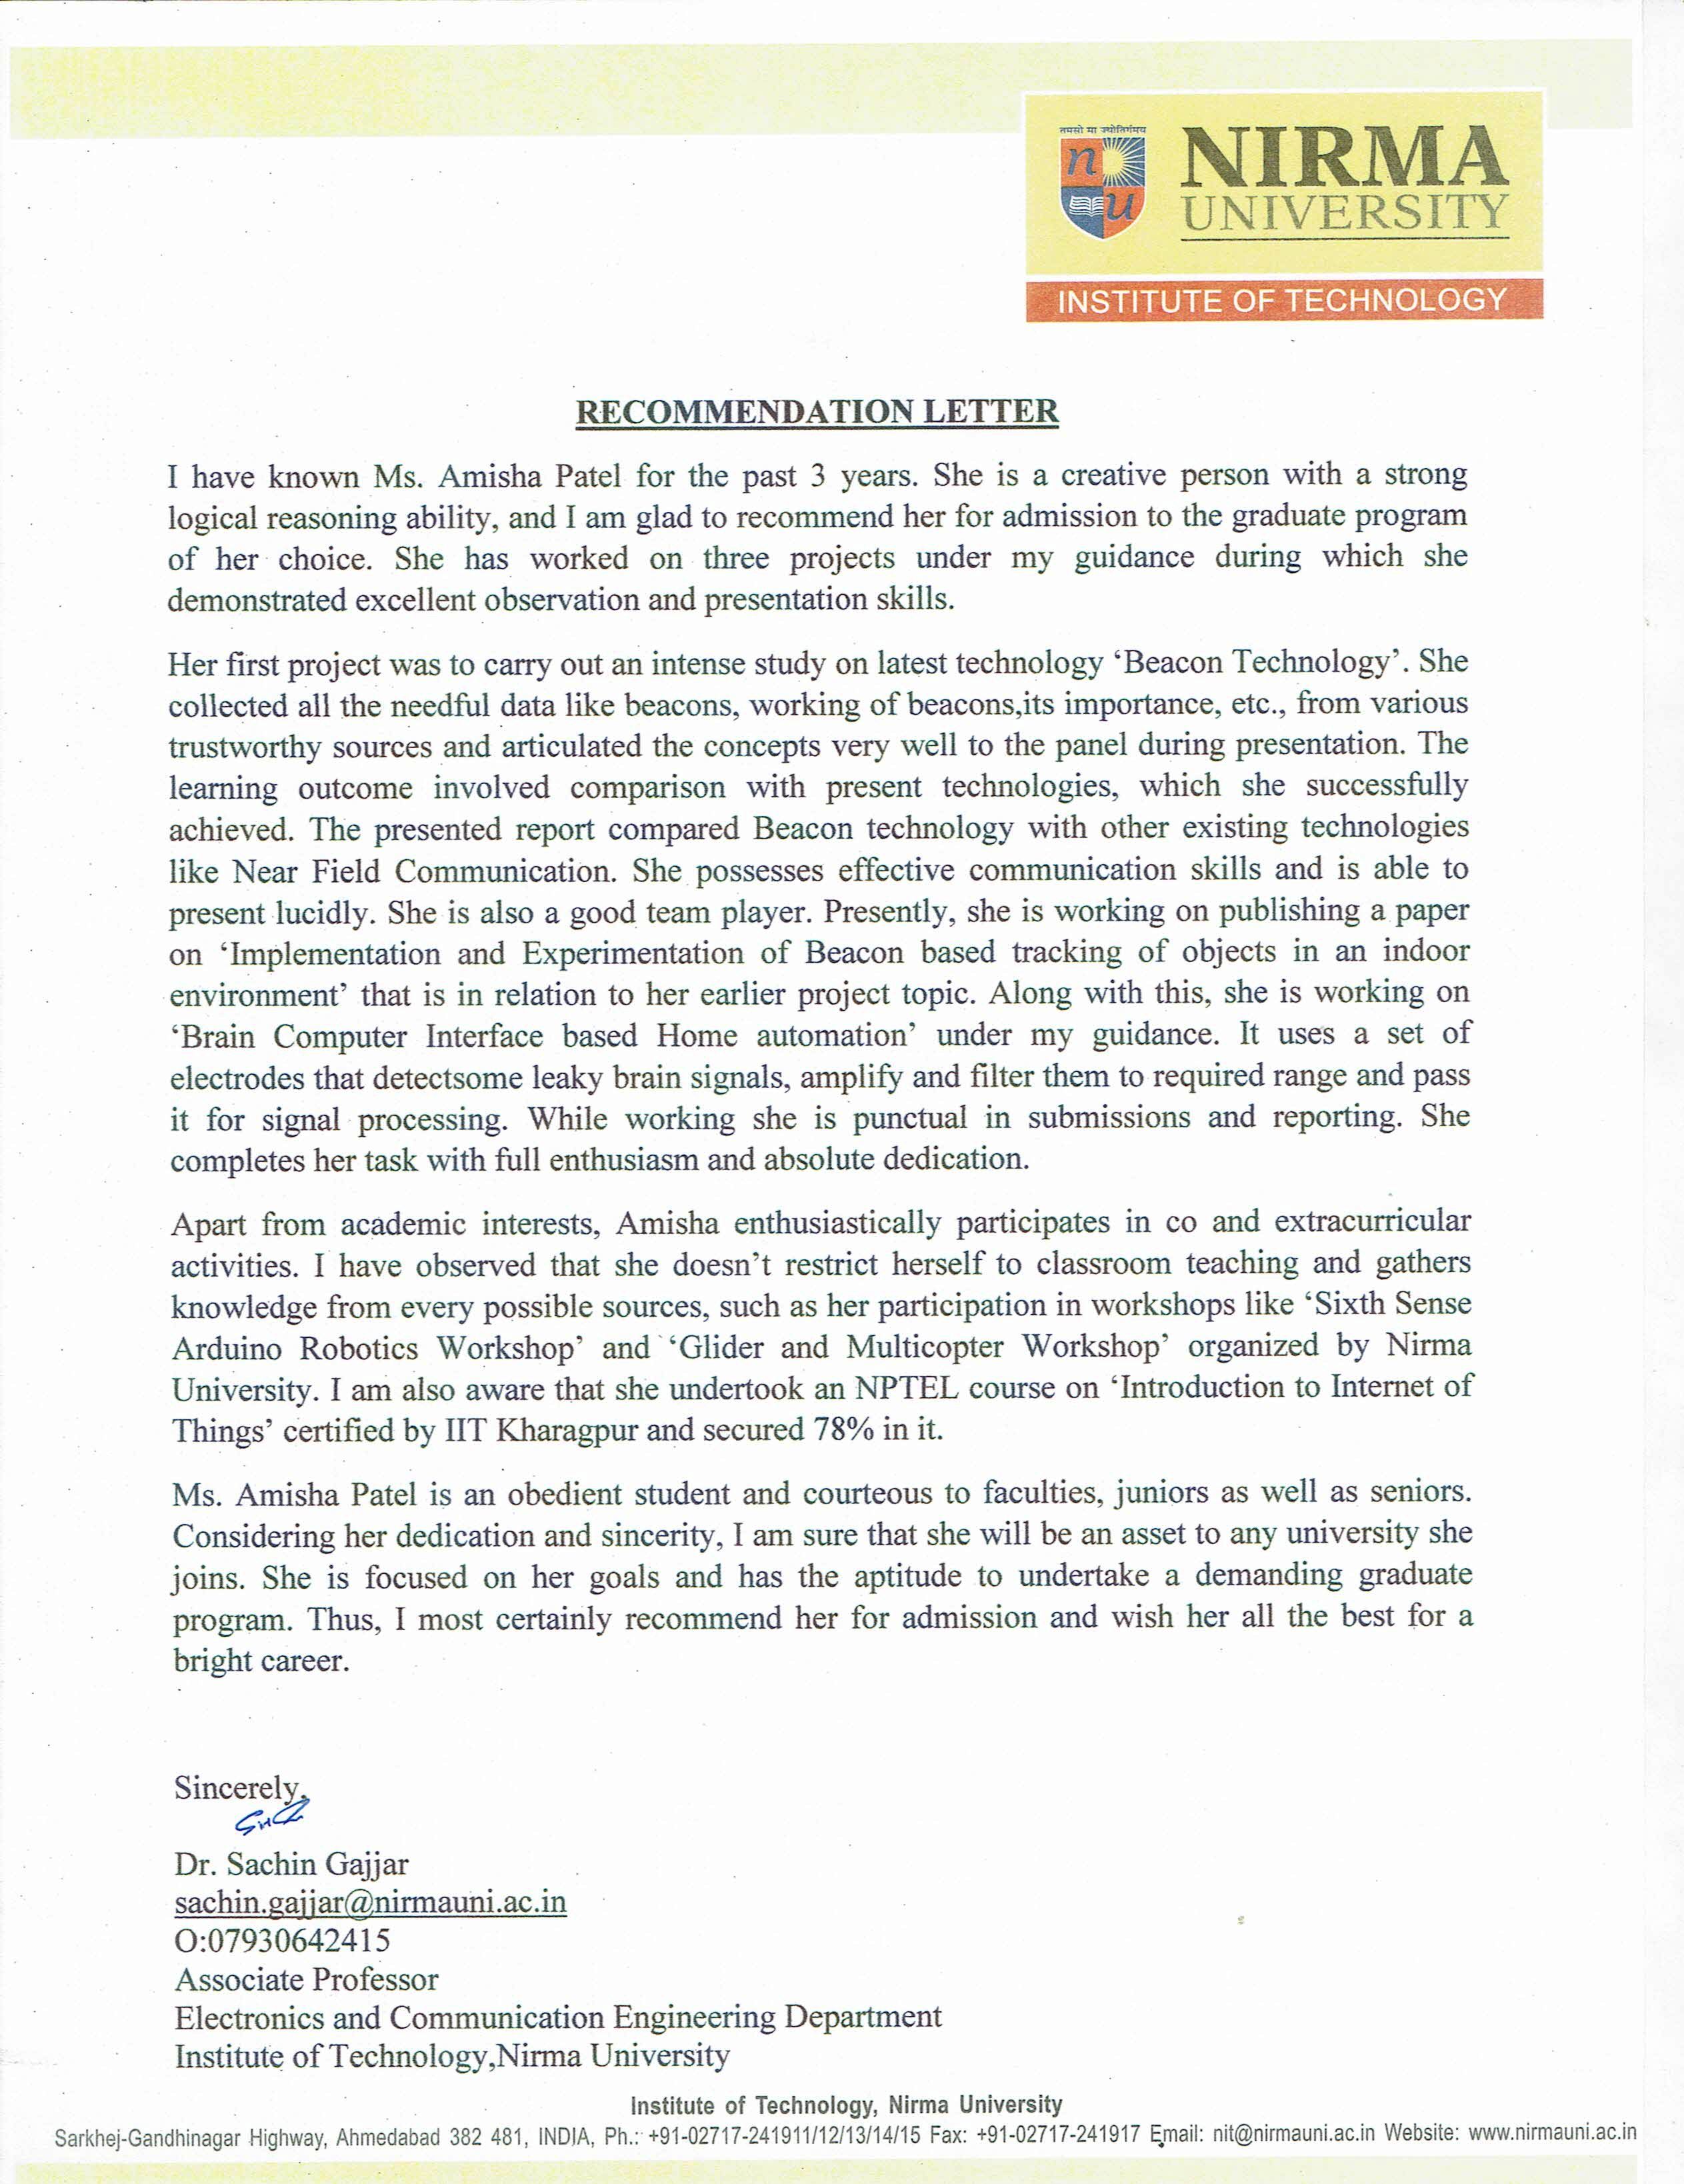 तमसो मा ज्योतिर्गमय
n
u
NIRMA
UNIVERSITY
INSTITUTE OF TECHNOLOGY
RECOMMENDATION LETTER
I have known Ms. Amisha Patel for the past 3 years. She is a creative person with a strong
logical reasoning ability, and I am glad to recommend her for admission to the graduate program
of her choice. She has worked on three projects under my guidance during which she
demonstrated excellent observation and presentation skills.
Her first project was to carry out an intense study on latest technology ‘Beacon Technology’. She
collected all the needful data like beacons, working of beacons,its importance, etc., from various
trustworthy sources and articulated the concepts very well to the panel during presentation. The
learning outcome involved comparison with present technologies, which she successfully
achieved. The presented report compared Beacon technology with other existing technologies
like Near Field Communication. She possesses effective communication skills and is able to
present lucidly. She is also a good team player. Presently, she is working on publishing a paper
on ‘Implementation and Experimentation of Beacon based tracking of objects in an indoor
environment’ that is in relation to her earlier project topic. Along with this, she is working on
‘Brain Computer Interface based Home automation’ under my guidance. It uses a set of
electrodes that detectsome leaky brain signals, amplify and filter them to required range and pass
it for signal processing. While working she is punctual in submissions and reporting. She
completes her task with full enthusiasm and absolute dedication.
Apart from academic interests, Amisha enthusiastically participates in co and extracurricular
activities. I have observed that she doesn’t restrict herself to classroom teaching and gathers
knowledge from every possible sources, such as her participation in workshops like ‘Sixth Sense
Arduino Robotics Workshop’ and ‘Glider and Multicopter Workshop’ organized by Nirma
University. I am also aware that she undertook an NPTEL course on ‘Introduction to Internet of
Things’ certified by IIT Kharagpur and secured 78% in it.
Ms. Amisha Patel is an obedient student and courteous to faculties, juniors as well as seniors.
Considering her dedication and sincerity, I am sure that she will be an asset to any university she
joins. She is focused on her goals and has the aptitude to undertake a demanding graduate
program. Thus, I most certainly recommend her for admission and wish her all the best for a
bright career.
Sincerely,
Dr. Sachin Gajjar
sachin.gajjar@nirmauni.ac.in
O:07930642415
Associate Professor
Electronics and Communication Engineering Department
Institute of Technology,Nirma University
Institute of Technology, Nirma University
Sarkhej-Gandhinagar Highway, Ahmedabad 382 481, INDIA, Ph.: +91-02717-241911/12/13/14/15 Fax: +91-02717-241917 Email: nit@nirmauni.ac.in Website: www.nirmauni.ac.in